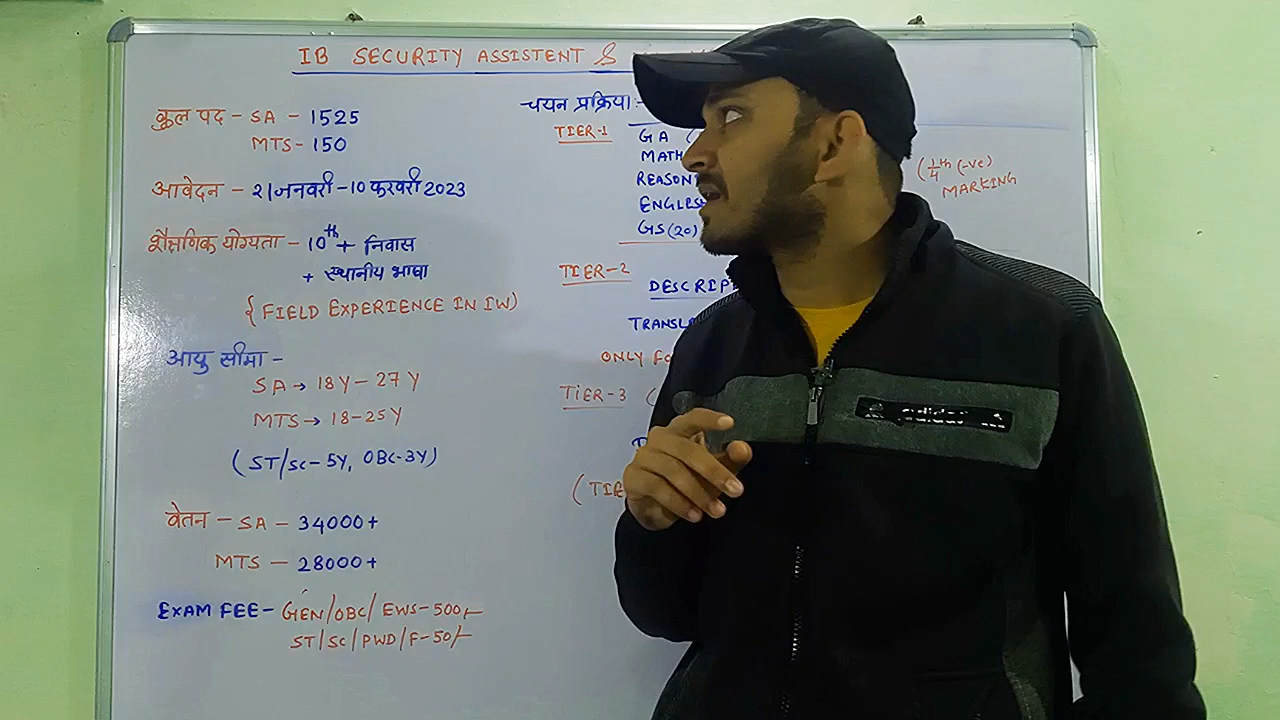 IB SECURITY ASSISTENT &
कुल पद - SA - 1525
MTS - 150
आवेदन - 21 जनवरी - 10 फरवरी 2023
शैक्षणिक योग्यता - 10th + निवास
+ स्थानीय भाषा
{ FIELD EXPERIENCE IN IW)
आयु सीमा -
SA → 18Y - 27Y
MTS → 18-25Y
(ST/SC-5Y, OBC-3Y)
वेतन - SA - 34000+
MTS - 28000+
EXAM FEE - GEN/OBC/EWS-500/-
ST/SC/PWD/F-50/-
चयन प्रक्रिया:-
TIER-1
GA (
MATH
REASON
ENGLISH
GS(20)
(1/4th (-ve)
MARKING
TIER-2
DESCRIP
TRANSLA
ONLY FO
TIER-3 (
(TIE
adidas